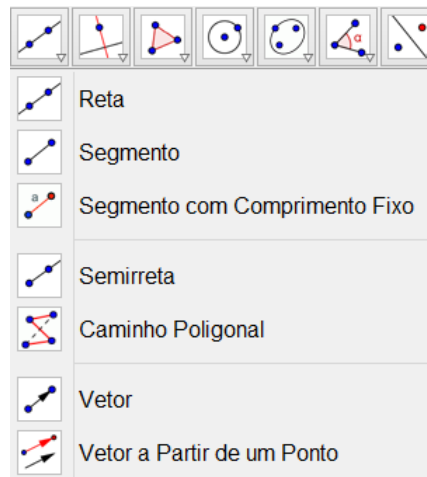 α
Reta
Segmento
a
Segmento com Comprimento Fixo
Semirreta
Caminho Poligonal
Vetor
Vetor a Partir de um Ponto